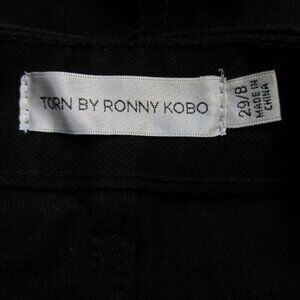 TORN BY RONNY KOBO
29/8
MADE IN
CHINA